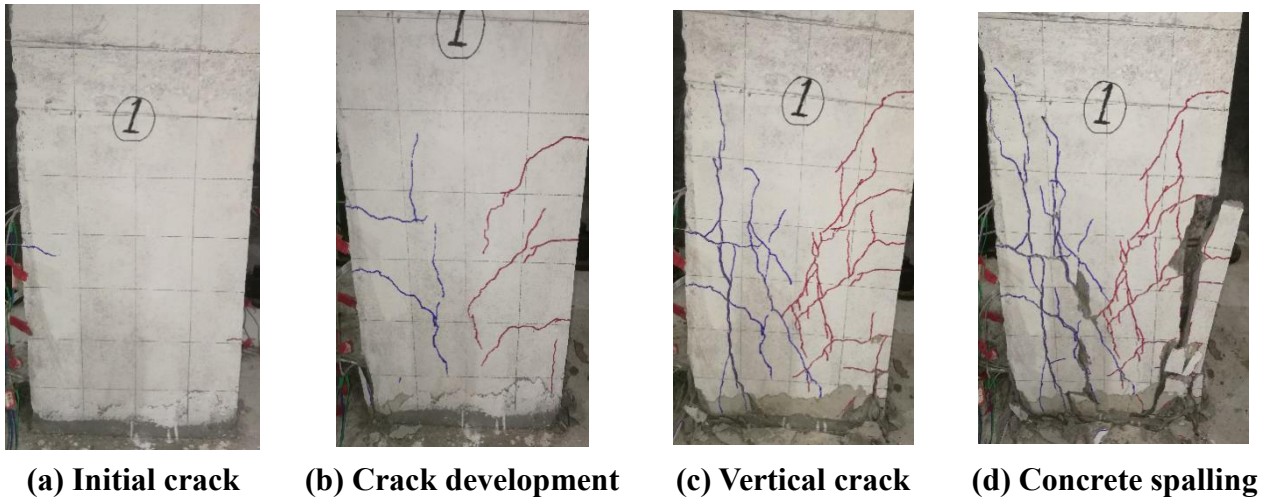 1
1
1
1
(a) Initial crack
(b) Crack development
(c) Vertical crack
(d) Concrete spalling